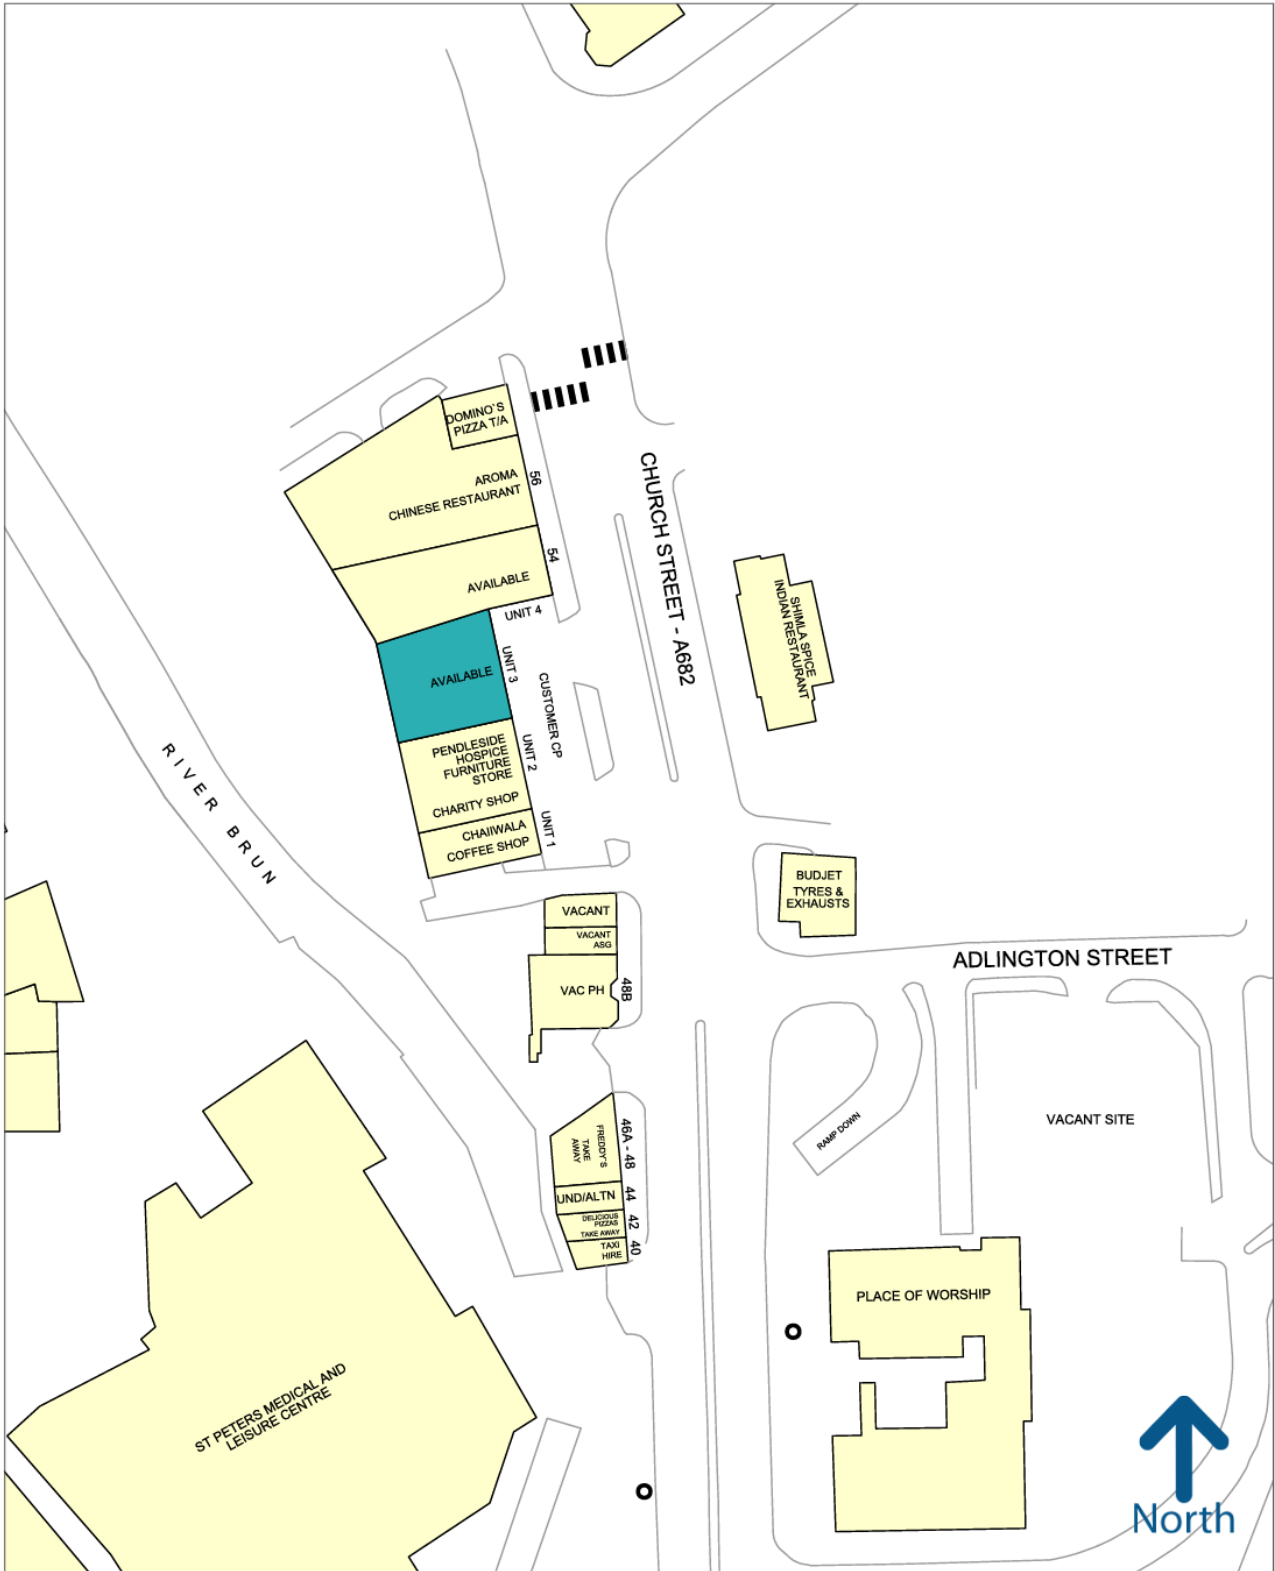 DOMINO`S
PIZZA T/A
AROMA
CHINESE RESTAURANT
56
54
AVAILABLE
UNIT 4
AVAILABLE
UNIT 3
CUSTOMER CP
PENDLESIDE
HOSPICE
FURNITURE
STORE
CHARITY SHOP
UNIT 2
CHAIIWALA
COFFEE SHOP
UNIT 1
CHURCH STREET - A682
SHIMLA SPICE
INDIAN RESTAURANT
RIVER BRUN
BUDJET
TYRES &
EXHAUSTS
ADLINGTON STREET
VACANT
VACANT
ASG
VAC PH
48B
FREDDY`S
TAKE
AWAY
46A - 48
UND/ALTN
44
DELICIOUS
PIZZAS
TAKE AWAY
42
TAXI
HIRE
40
RAMP DOWN
VACANT SITE
PLACE OF WORSHIP
ST PETERS MEDICAL AND
LEISURE CENTRE
North